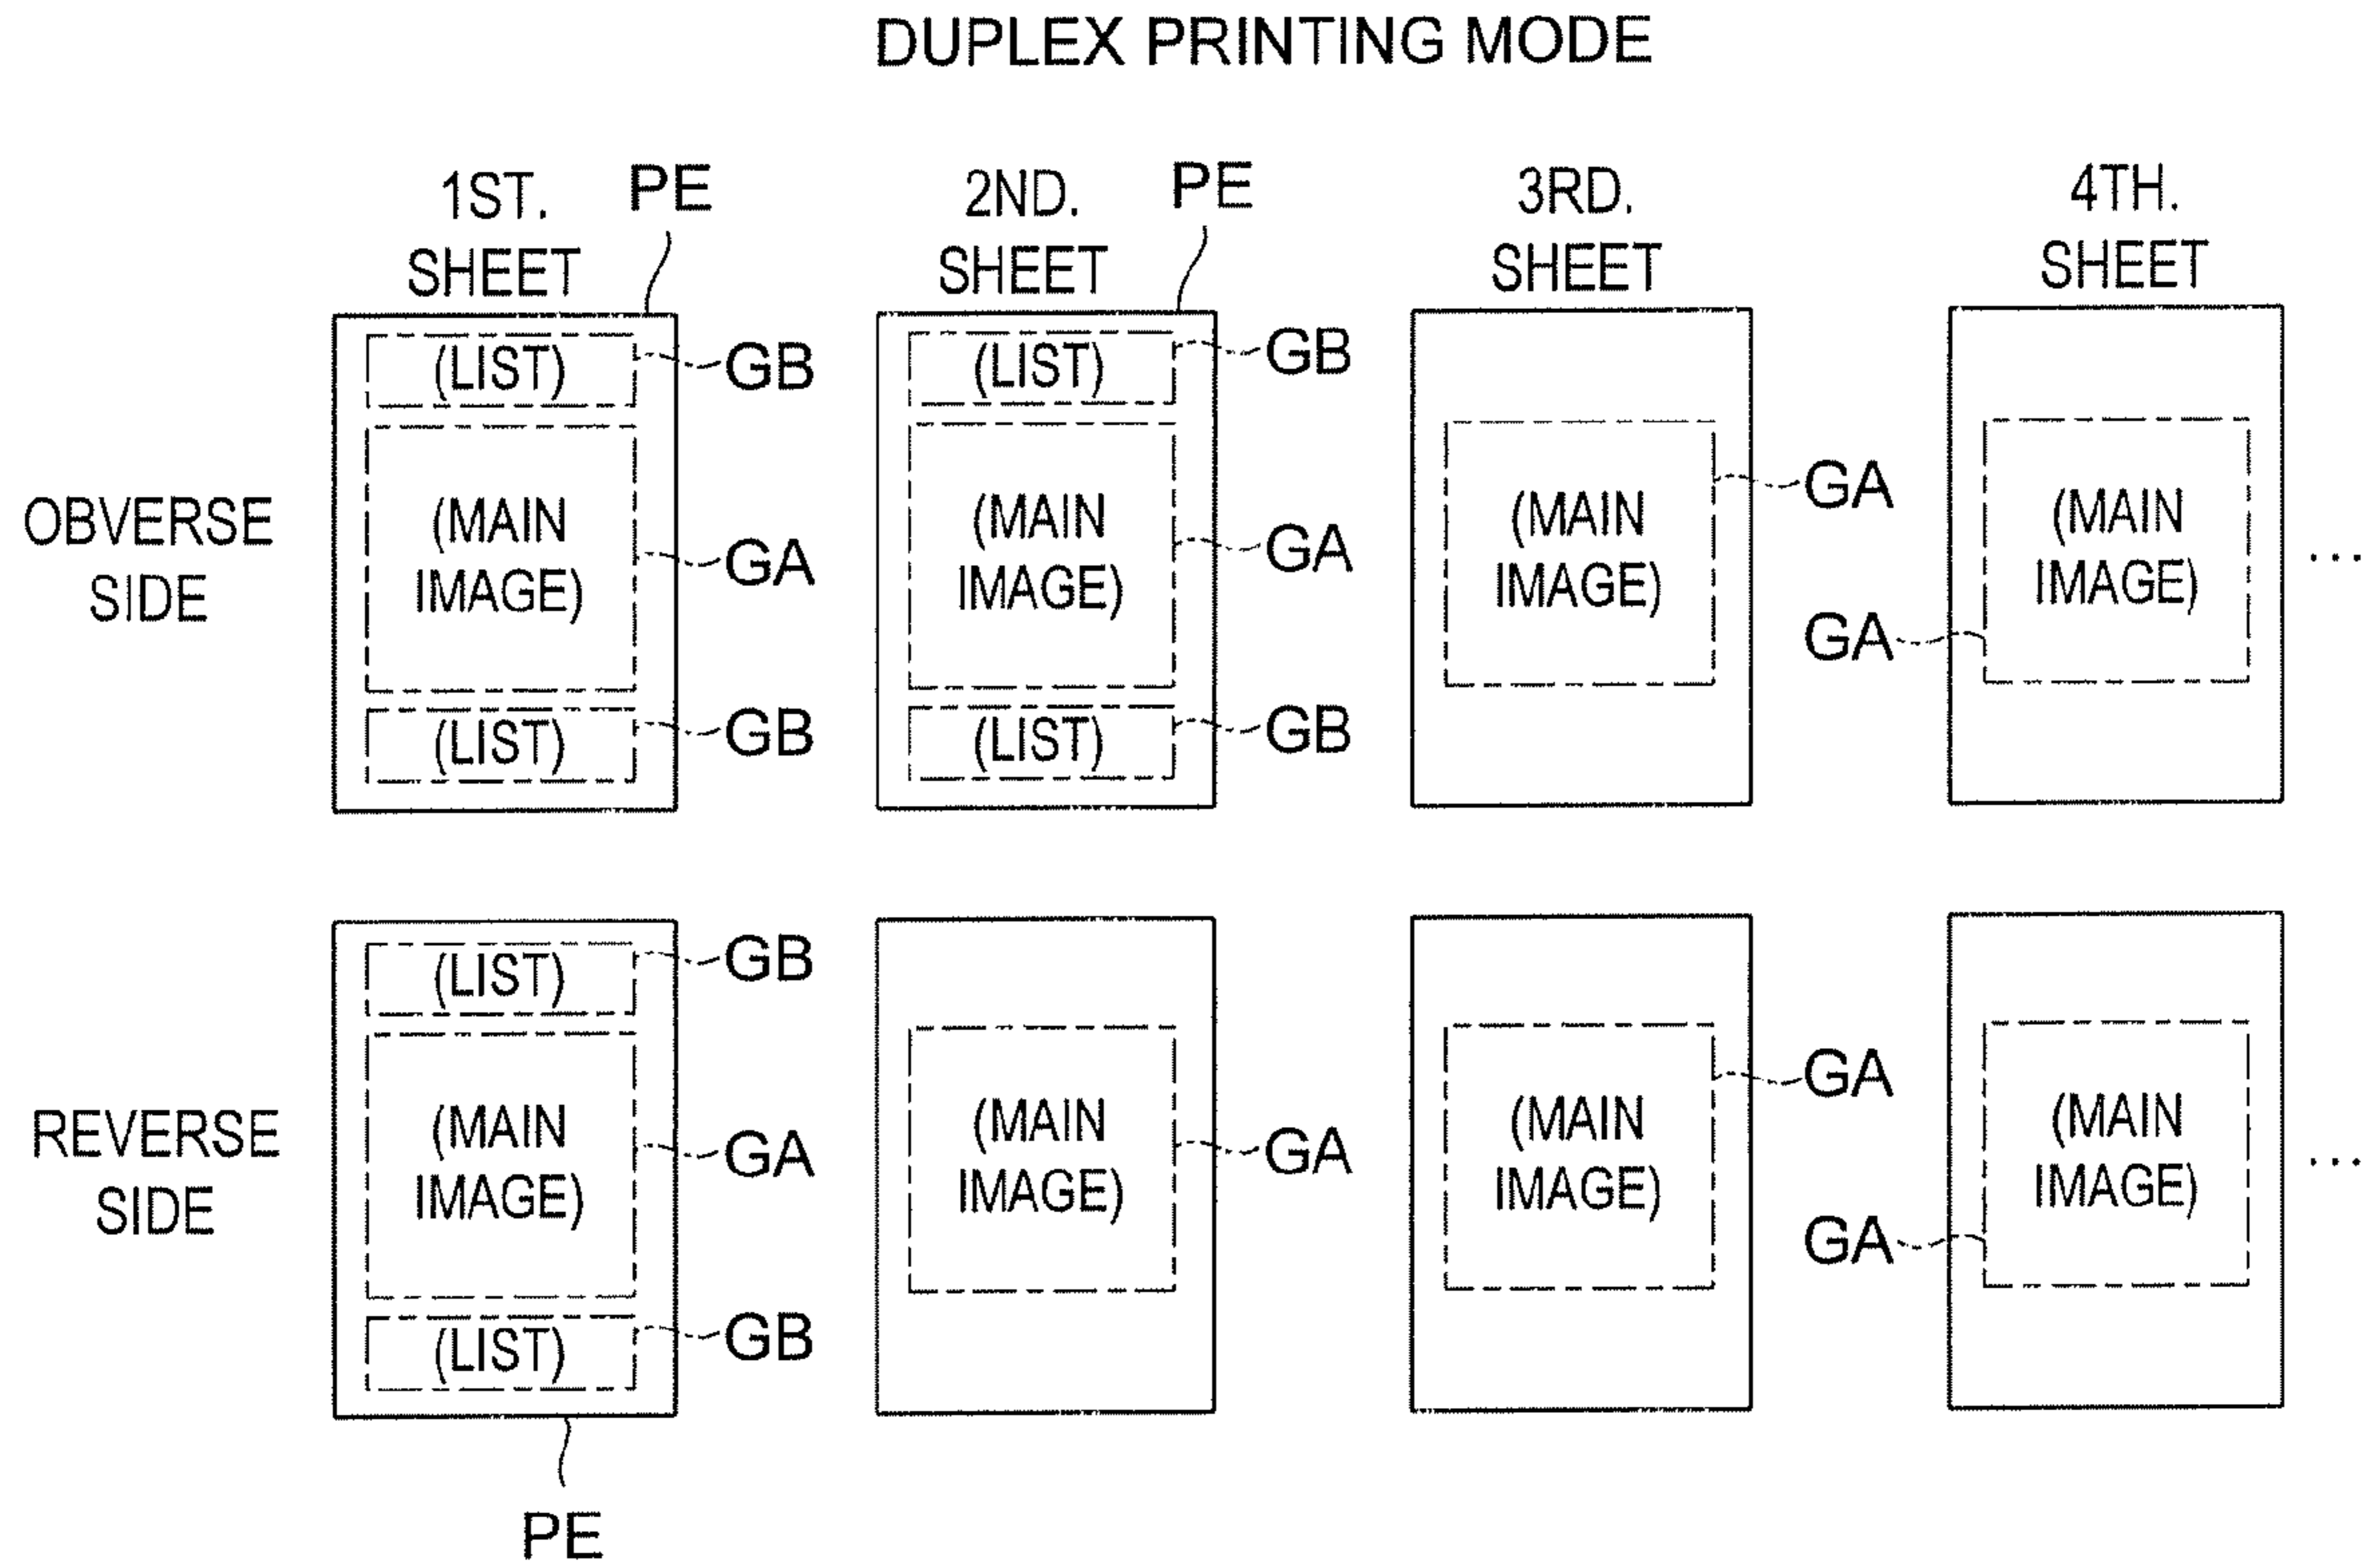 DUPLEX PRINTING MODE
1ST. SHEET
PE
2ND. SHEET
PE
3RD. SHEET
4TH. SHEET
OBVERSE SIDE
(LIST)
GB
(MAIN IMAGE)
GA
(LIST)
GB
(LIST)
GB
(MAIN IMAGE)
GA
(LIST)
GB
(MAIN IMAGE)
GA
GA
(MAIN IMAGE)
...
REVERSE SIDE
(LIST)
GB
(MAIN IMAGE)
GA
(LIST)
GB
PE
(MAIN IMAGE)
GA
(MAIN IMAGE)
GA
GA
(MAIN IMAGE)
...